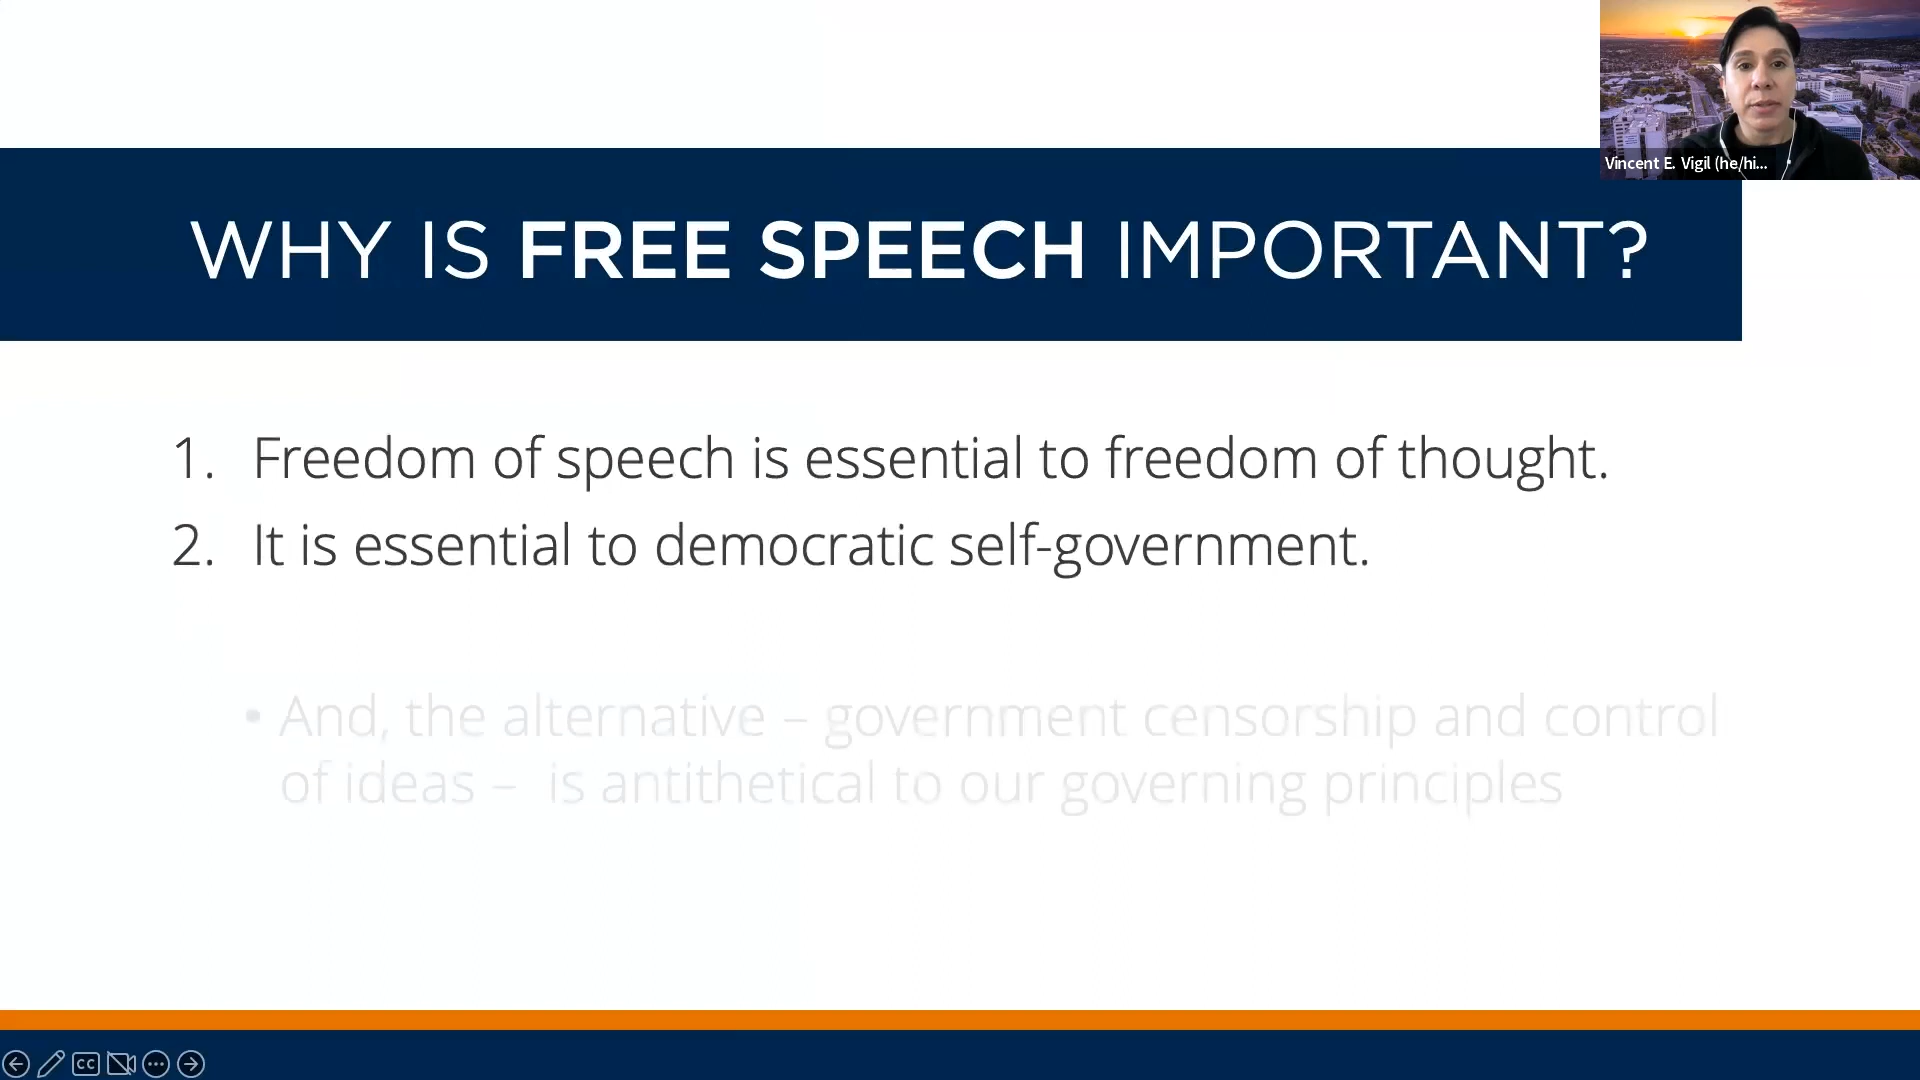 Vincent E. Vigil (he/hi...
WHY IS FREE SPEECH IMPORTANT?
1. Freedom of speech is essential to freedom of thought.
2. It is essential to democratic self-government.
• And, the alternative – government censorship and control
of ideas – is antithetical to our governing principles
CC